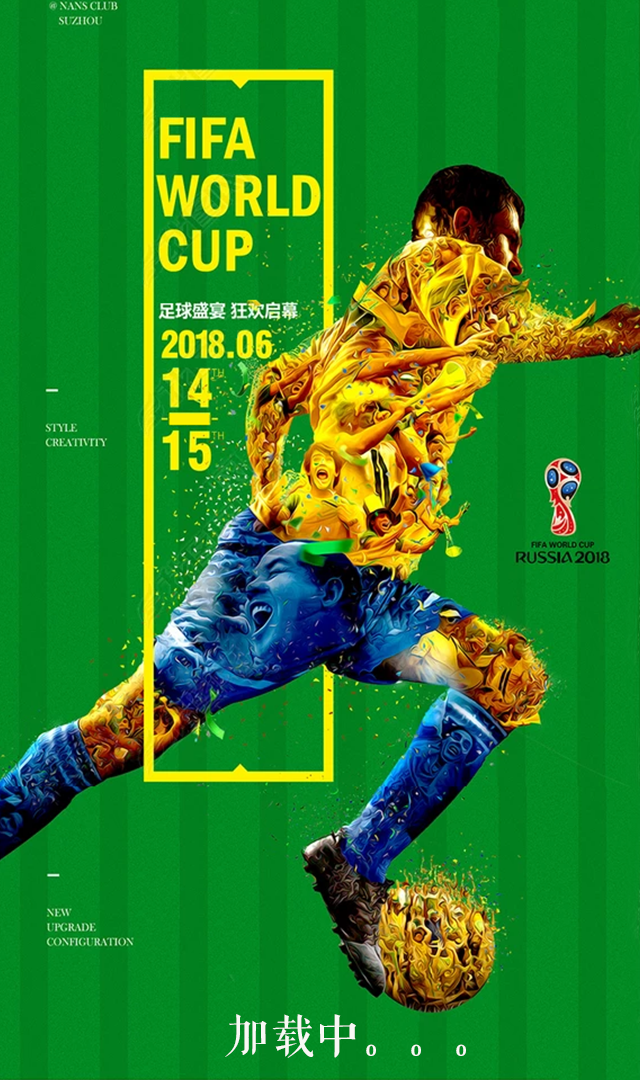 @ NANS CLUB
SUZHOU
FIFA
WORLD
CUP
足球盛宴 狂欢启幕
2018.06
14TH
15TH
STYLE
CREATIVITY
FIFA WORLD CUP
RUSSIA 2018
NEW
UPGRADE
CONFIGURATION
加载中。。。